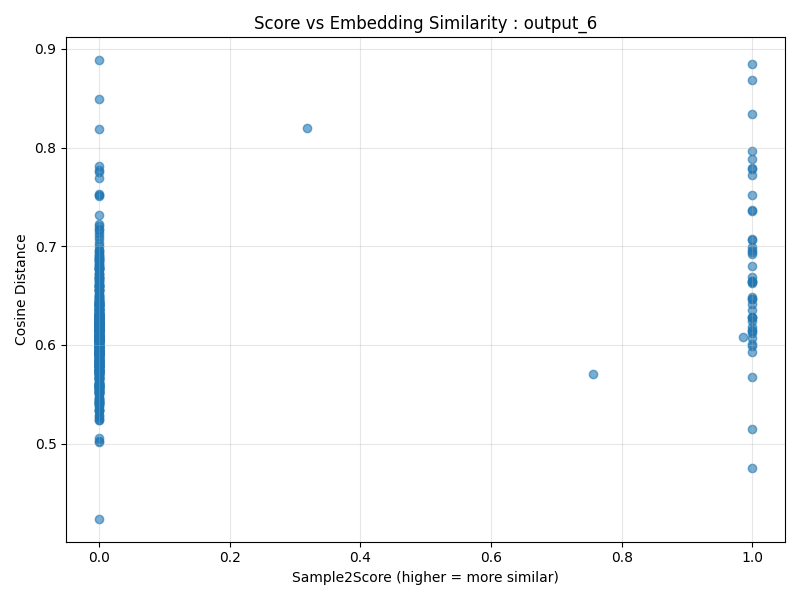 Score vs Embedding Similarity : output_6
0.9
0.8
0.7
0.6
0.5
Cosine Distance
0.0 0.2 0.4 0.6 0.8 1.0
Sample2Score (higher = more similar)